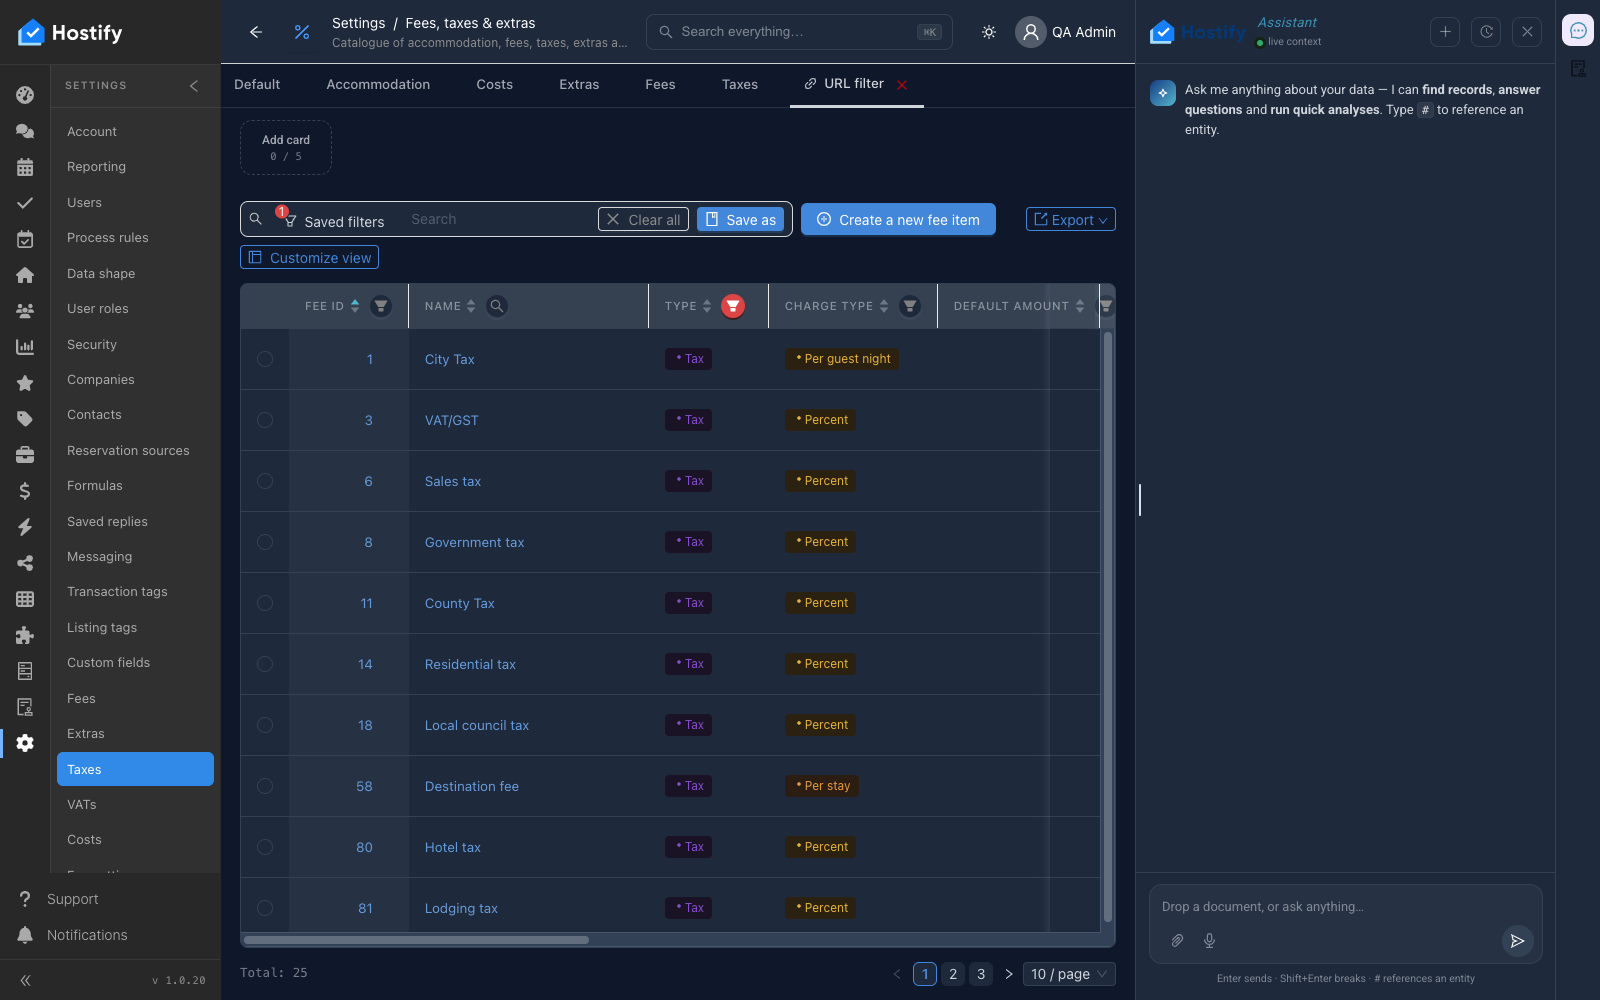 Hostify
Settings / Fees, taxes & extras
Catalogue of accommodation, fees, taxes, extras a...
Search everything...
⌘K
QA Admin
Hostify
Assistant
live context
SETTINGS
Account
Reporting
Users
Process rules
Data shape
User roles
Security
Companies
Contacts
Reservation sources
Formulas
Saved replies
Messaging
Transaction tags
Listing tags
Custom fields
Fees
Extras
Taxes
VATs
Costs
Support
Notifications
v 1.0.20
Default
Accommodation
Costs
Extras
Fees
Taxes
URL filter
Add card
0 / 5
1
Saved filters
Search
Clear all
Save as
Create a new fee item
Export
Customize view
FEE ID
NAME
TYPE
CHARGE TYPE
DEFAULT AMOUNT
1 City Tax Tax Per guest night
3 VAT/GST Tax Percent
6 Sales tax Tax Percent
8 Government tax Tax Percent
11 County Tax Tax Percent
14 Residential tax Tax Percent
18 Local council tax Tax Percent
58 Destination fee Tax Per stay
80 Hotel tax Tax Percent
81 Lodging tax Tax Percent
Total: 25
1 2 3
10 / page
Ask me anything about your data — I can find records, answer
questions and run quick analyses. Type # to reference an
entity.
Drop a document, or ask anything...
Enter sends · Shift+Enter breaks · # references an entity